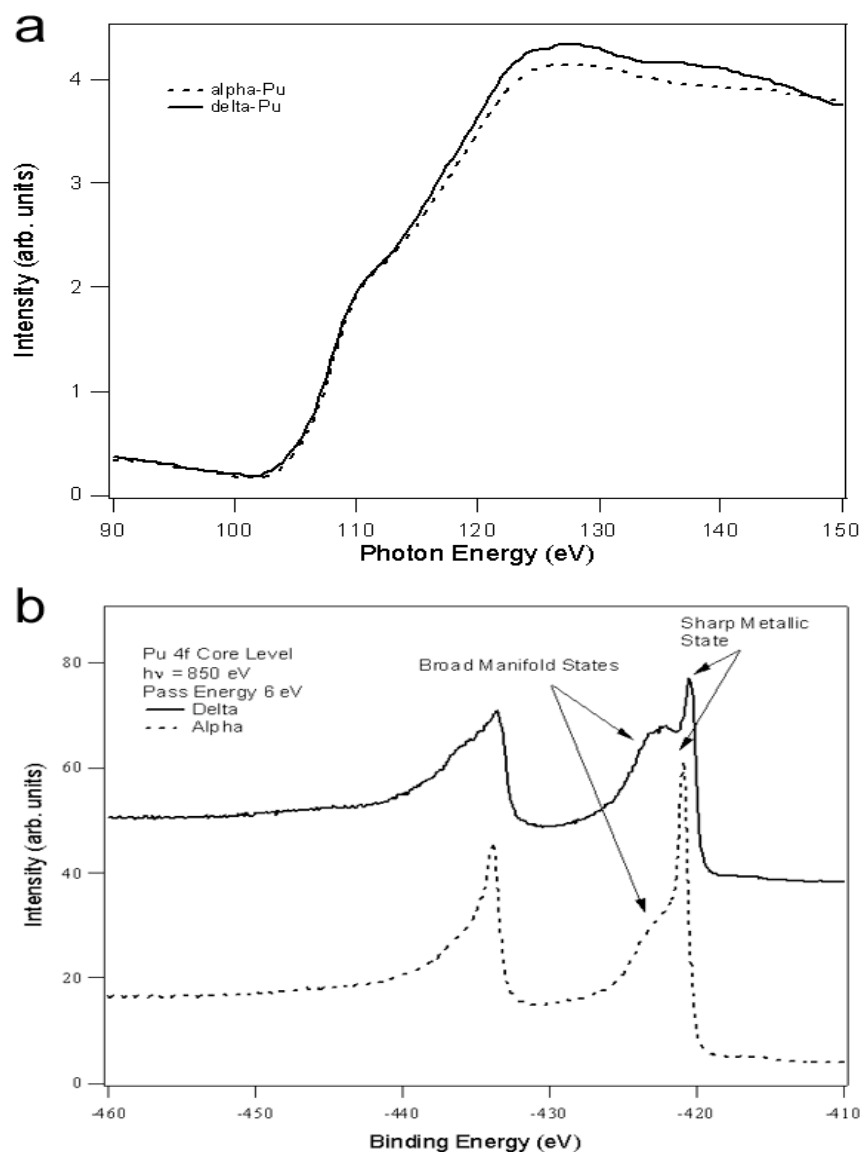 a
4
3
2
1
0
Intensity (arb. units)
alpha-Pu
delta-Pu
90 100 110 120 130 140 150
Photon Energy (eV)
b
80
60
40
20
0
Intensity (arb. units)
Pu 4f Core Level
hν = 850 eV
Pass Energy 6 eV
Delta
Alpha
Broad Manifold States
Sharp Metallic
State
-460 -450 -440 -430 -420 -410
Binding Energy (eV)